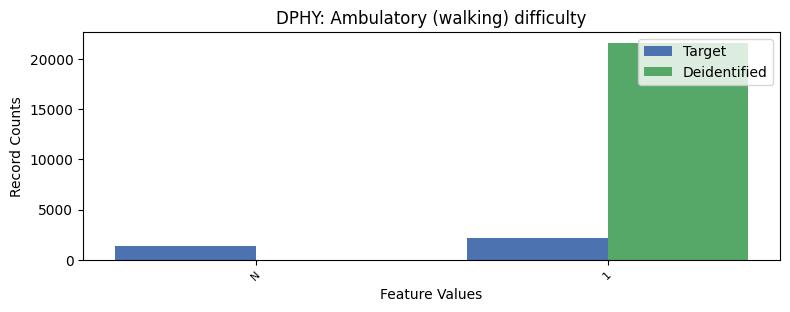 DPHY: Ambulatory (walking) difficulty
Record Counts
20000
15000
10000
5000
0
Target
Deidentified
N
1
Feature Values